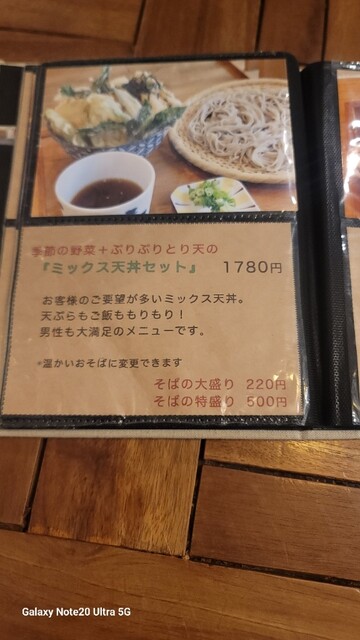 季節の野菜+ぷりぷりとり天の
『ミックス天丼セット』 1780円
お客様のご要望が多いミックス天丼。
天ぷらもご飯ももりもり！
男性も大満足のメニューです。
*温かいおそばに変更できます
そばの大盛り 220円
そばの特盛り 500円
Galaxy Note20 Ultra 5G